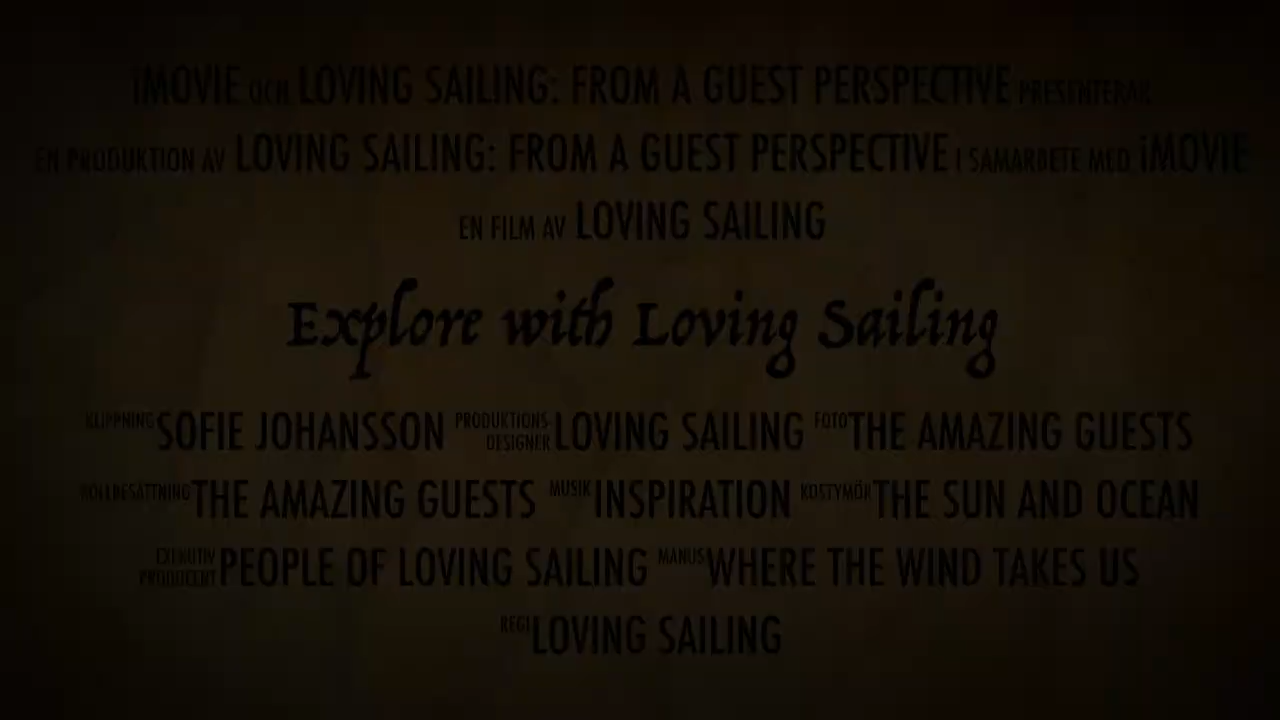 iMOVIE OCH LOVING SAILING: FROM A GUEST PERSPECTIVE PRESENTERAR
EN PRODUKTION AV LOVING SAILING: FROM A GUEST PERSPECTIVE I SAMARBETE MED iMOVIE
EN FILM AV LOVING SAILING
Explore with Loving Sailing
KLIPPNING SOFIE JOHANSSON PRODUKTIONS-DESIGNER LOVING SAILING FOTO THE AMAZING GUESTS
ROLLBESÄTTNING THE AMAZING GUESTS MUSIK INSPIRATION KOSTYMÖR THE SUN AND OCEAN
EXEKUTIV PRODUCENT PEOPLE OF LOVING SAILING MANUS WHERE THE WIND TAKES US
REGI LOVING SAILING